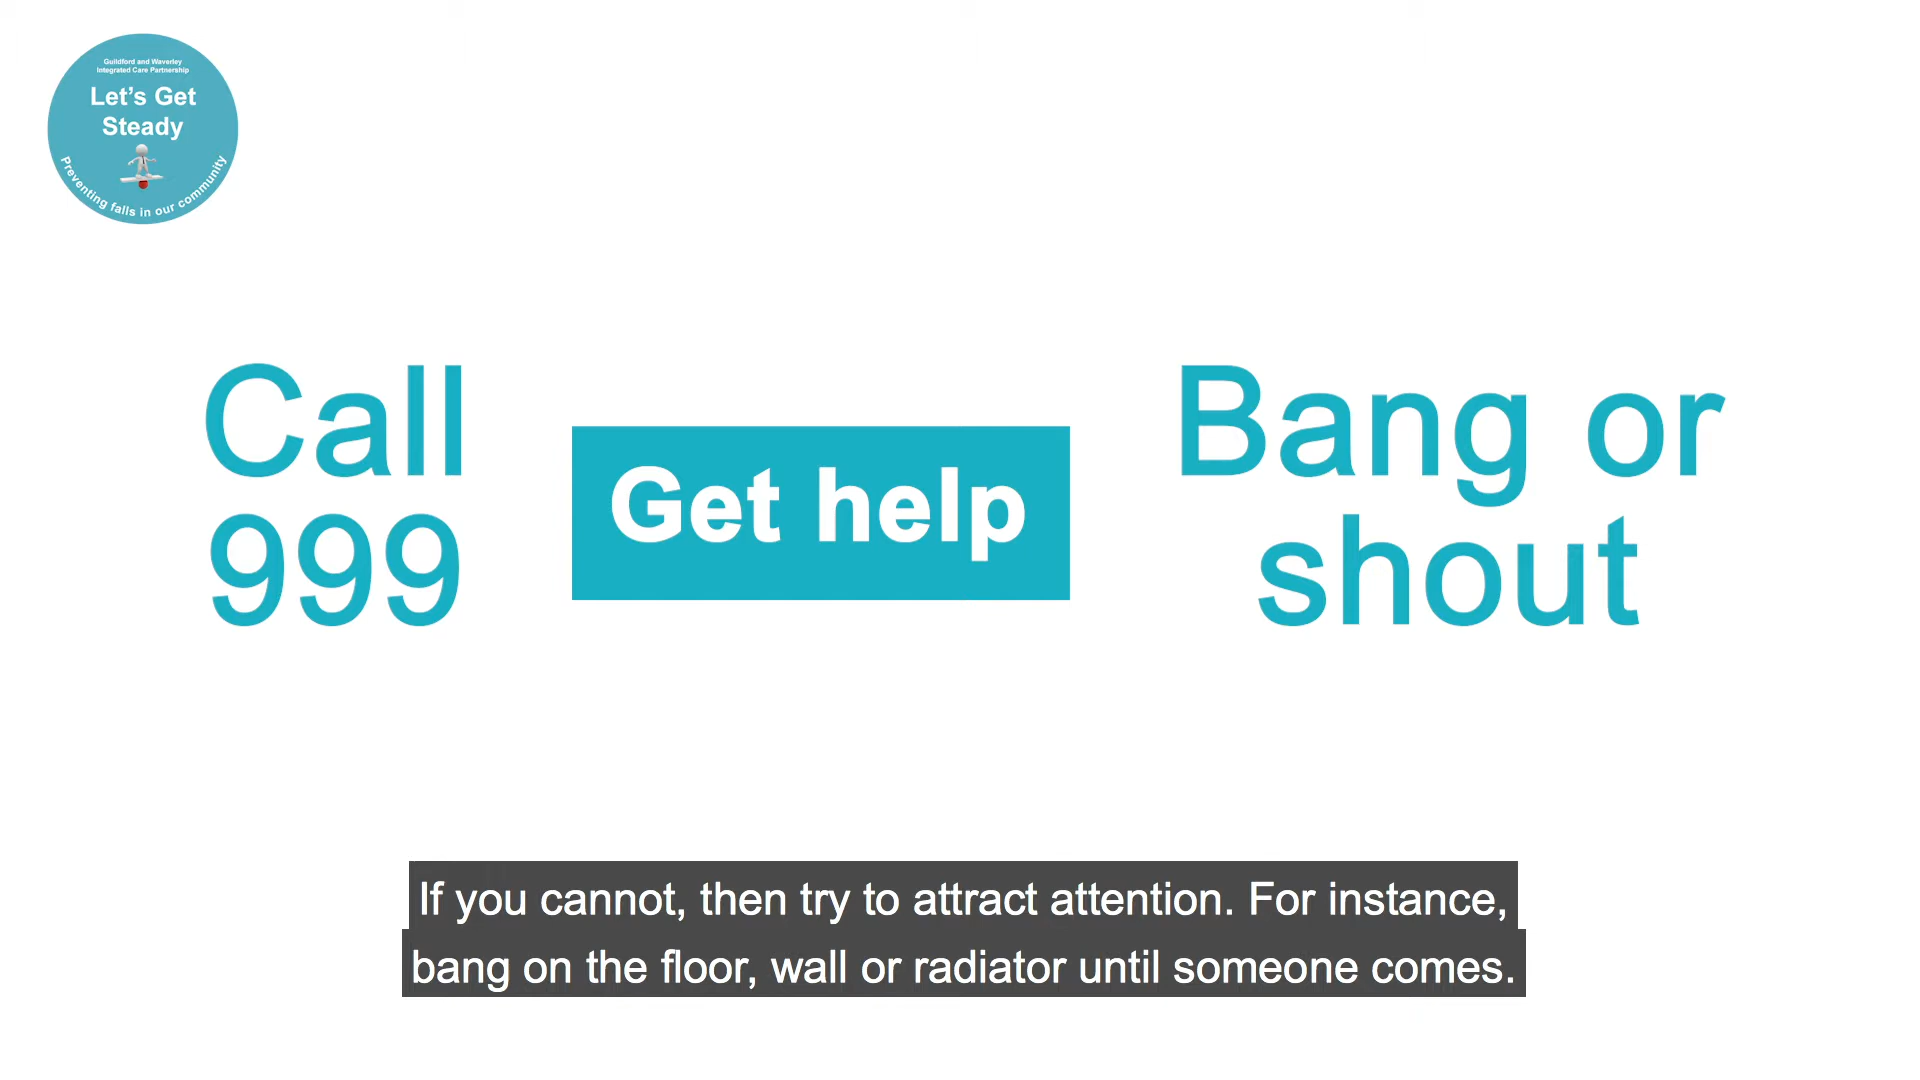 Guildford and Waverley
Integrated Care Partnership
Let's Get
Steady
Preventing falls in our community
Call
999
Get help
Bang or
shout
If you cannot, then try to attract attention. For instance,
bang on the floor, wall or radiator until someone comes.